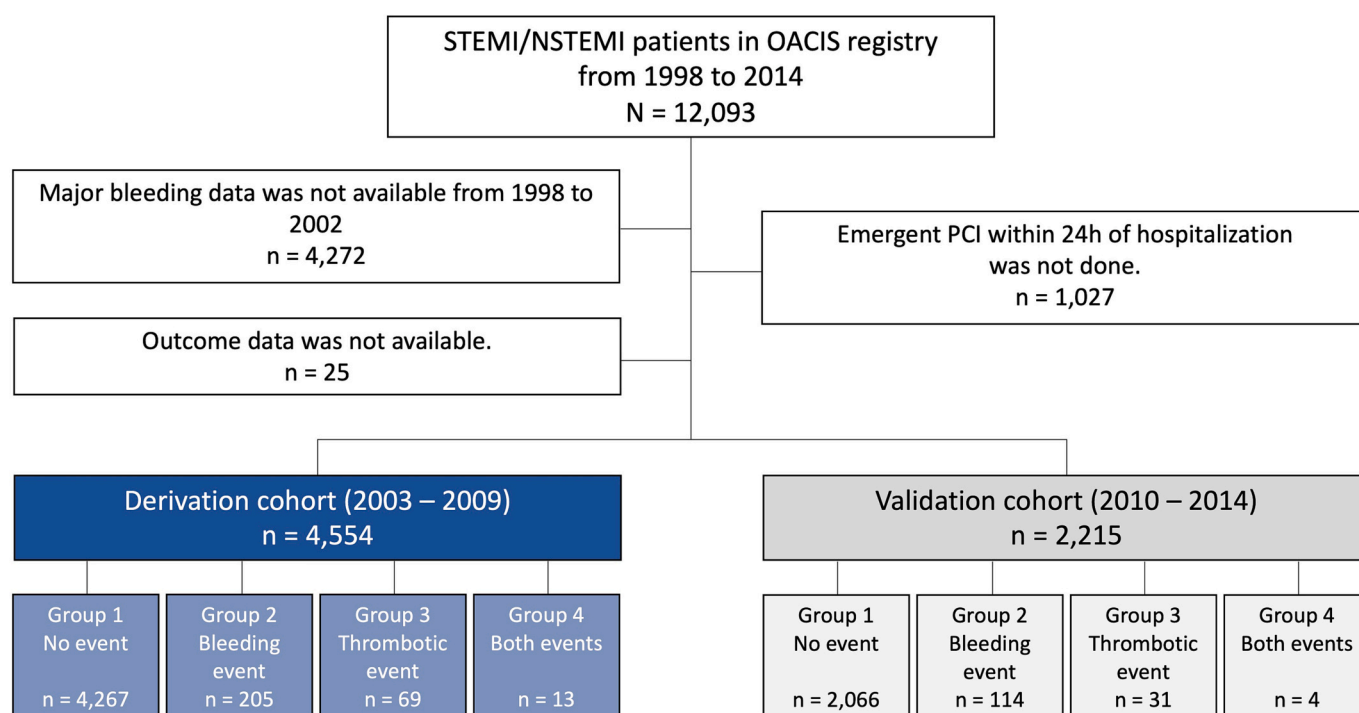 STEMI/NSTEMI patients in OACIS registry
from 1998 to 2014
N = 12,093
Major bleeding data was not available from 1998 to
2002
n = 4,272
Emergent PCI within 24h of hospitalization
was not done.
n = 1,027
Outcome data was not available.
n = 25
Derivation cohort (2003 – 2009)
n = 4,554
Validation cohort (2010 – 2014)
n = 2,215
Group 1
No event
n = 4,267
Group 2
Bleeding
event
n = 205
Group 3
Thrombotic
event
n = 69
Group 4
Both events
n = 13
Group 1
No event
n = 2,066
Group 2
Bleeding
event
n = 114
Group 3
Thrombotic
event
n = 31
Group 4
Both events
n = 4